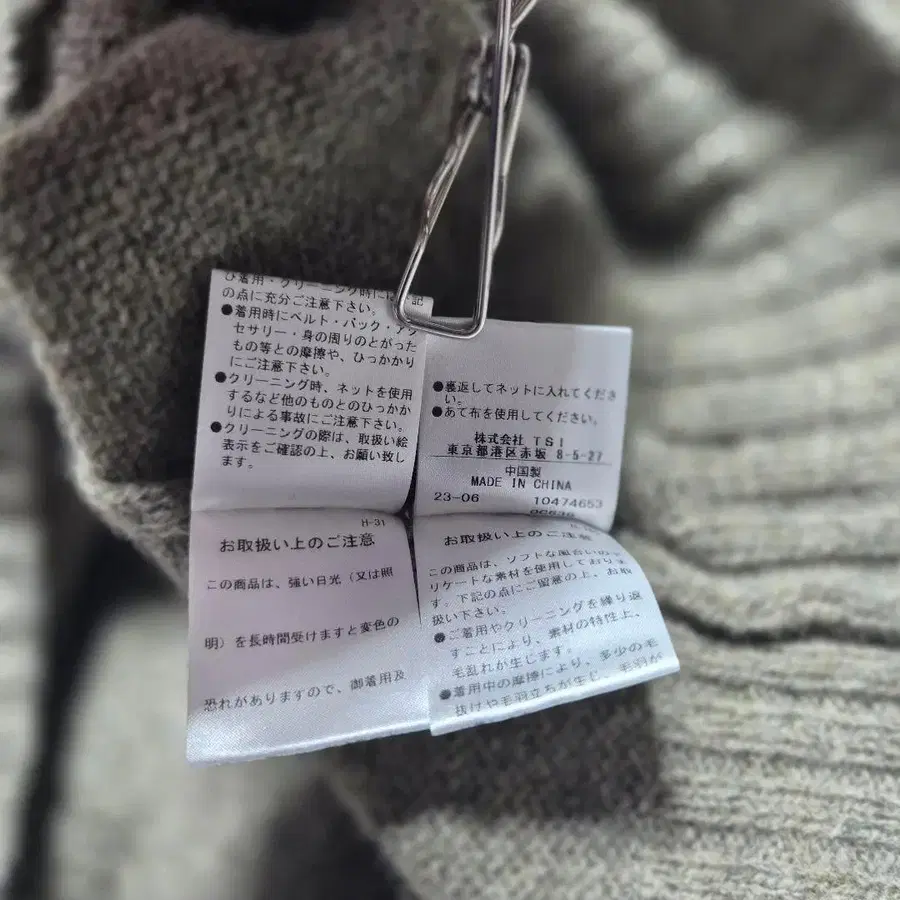 び着用・クリーニング時には下記
の点に充分ご注意下さい。
●着用時にベルト・バック・アク
セサリー・身の周りのとがった
もの等との摩擦や、ひっかかり
にご注意下さい。
●クリーニング時、ネットを使用
するなど他のものとのひっかか
りによる事故にご注意下さい。
●クリーニングの際は、取扱い絵
表示をご確認の上、お願い致し
ます。
●裏返してネットに入れてくださ
い。
●あて布を使用してください。
株式会社 TSI
東京都港区赤坂 8-5-27
中国製
MADE IN CHINA
23-06 10474653
H-31
お取扱い上のご注意
この商品は、強い日光（又は照
明）を長時間受けますと変色の
恐れがありますので、御着用及
お取扱い上のご注意
この商品は、ソフトな風合いのデ
リケートな素材を使用しており
す。下記の点にご留意の上、お取
扱い下さい。
●ご着用やクリーニングを繰り返
すことにより、素材の特性上、
毛乱れが生じます。
●着用中の摩擦により、多少の毛
抜けや毛羽立ちが生じ、毛羽が